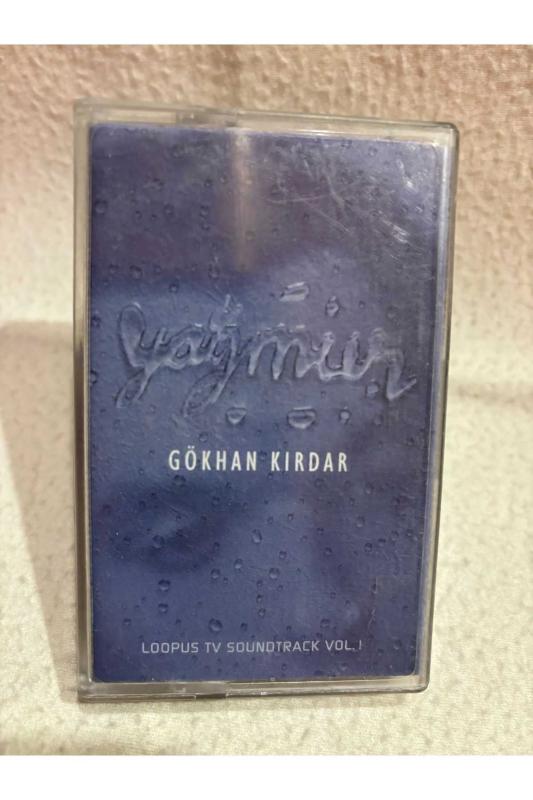 yağmur
GÖKHAN KIRDAR
LOOPUS TV SOUNDTRACK VOL.1